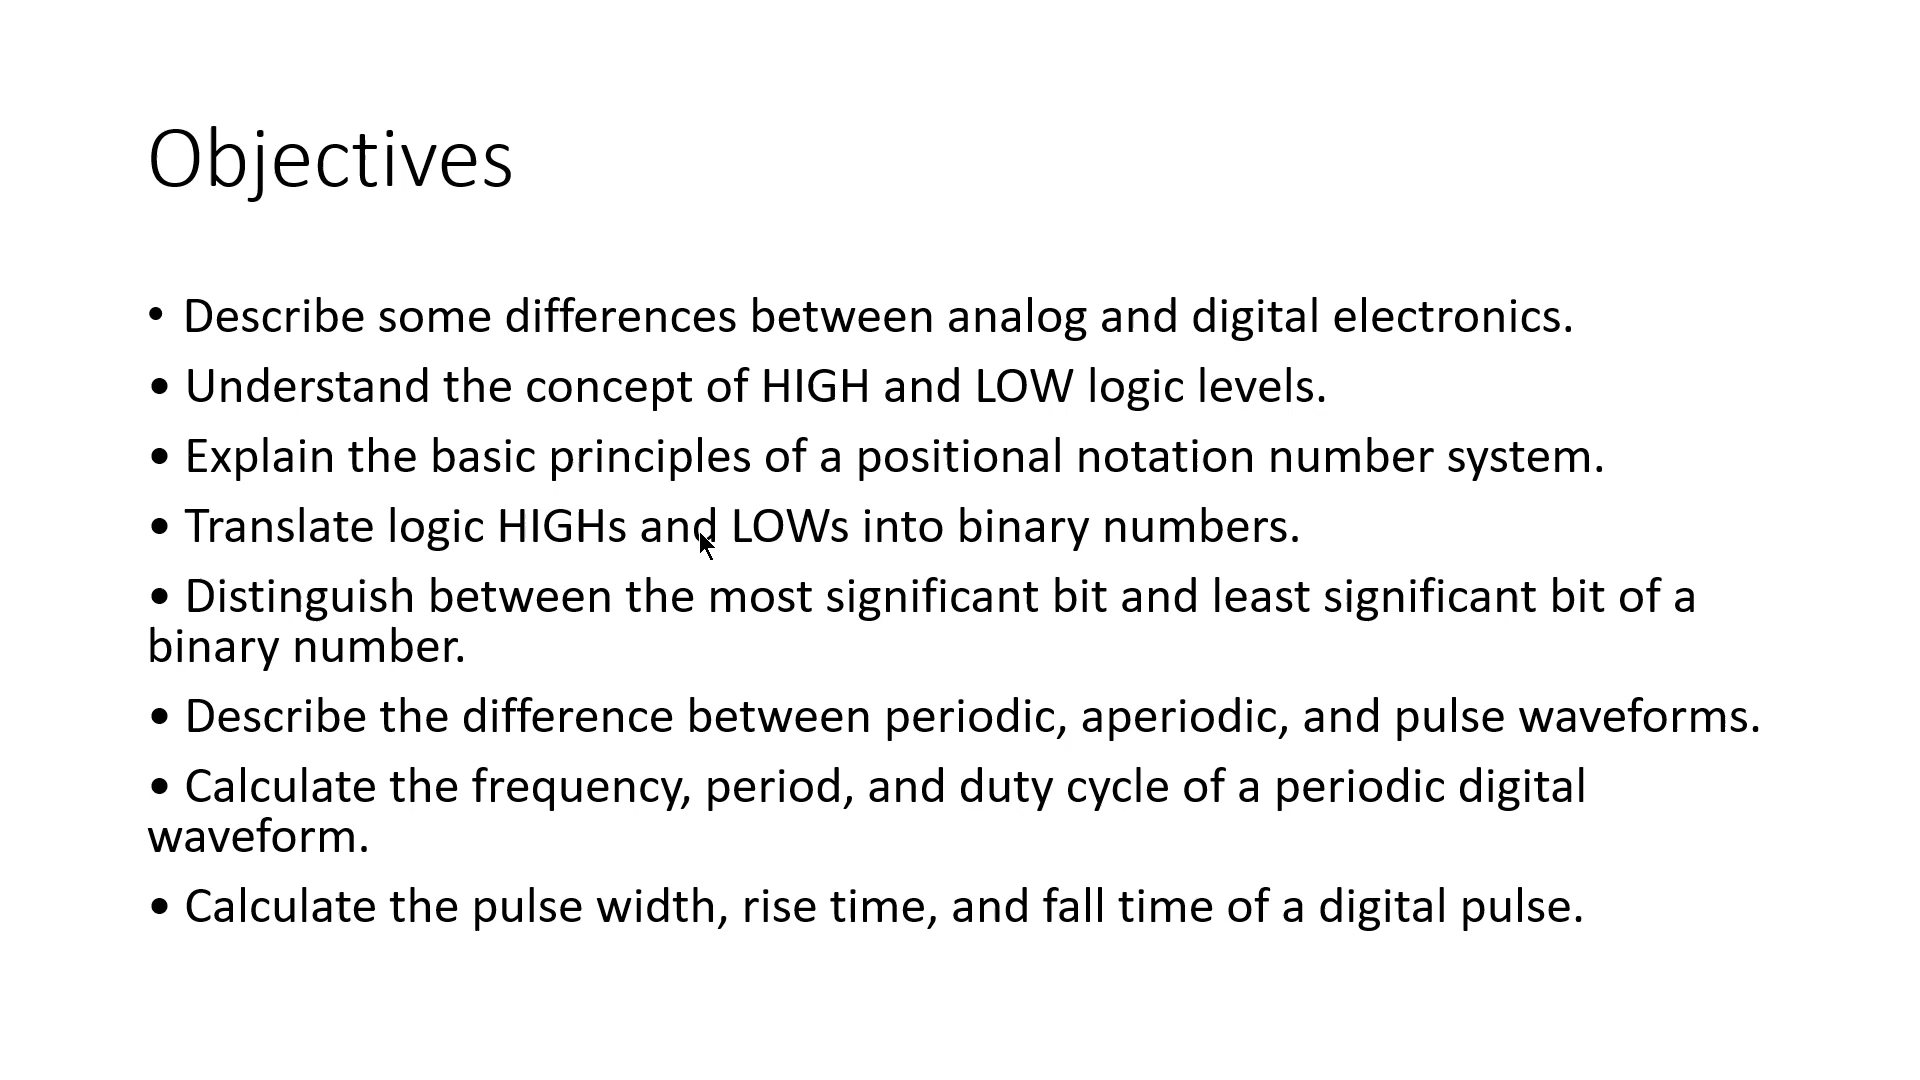 Objectives
• Describe some differences between analog and digital electronics.
• Understand the concept of HIGH and LOW logic levels.
• Explain the basic principles of a positional notation number system.
• Translate logic HIGHs and LOWs into binary numbers.
• Distinguish between the most significant bit and least significant bit of a
binary number.
• Describe the difference between periodic, aperiodic, and pulse waveforms.
• Calculate the frequency, period, and duty cycle of a periodic digital
waveform.
• Calculate the pulse width, rise time, and fall time of a digital pulse.